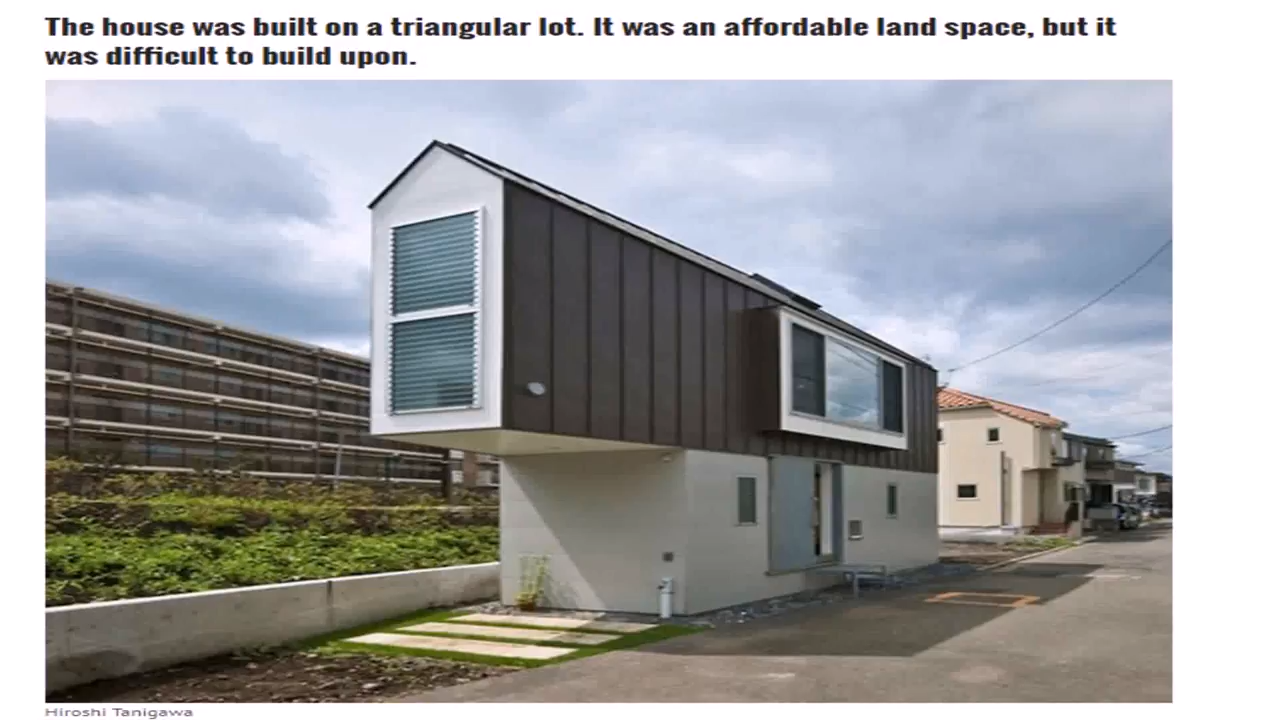 The house was built on a triangular lot. It was an affordable land space, but it
was difficult to build upon.
Hiroshi Tanigawa